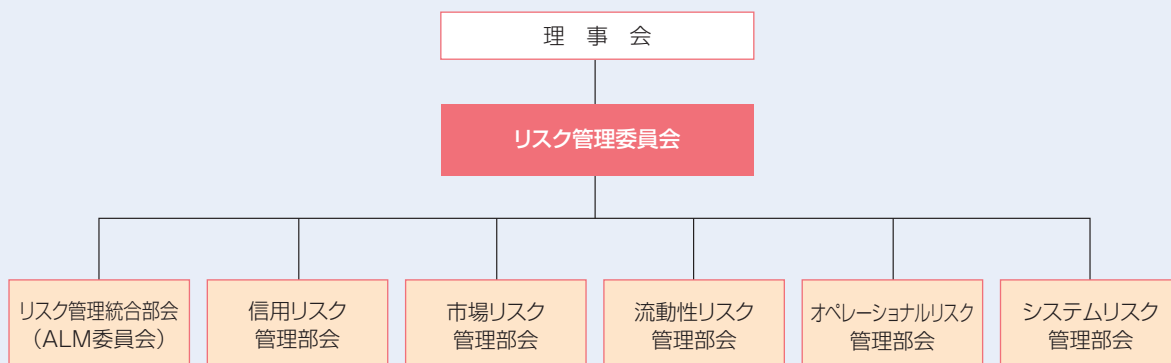 理 事 会
リスク管理委員会
リスク管理統合部会
（ALM委員会）
信用リスク
管理部会
市場リスク
管理部会
流動性リスク
管理部会
オペレーショナルリスク
管理部会
システムリスク
管理部会